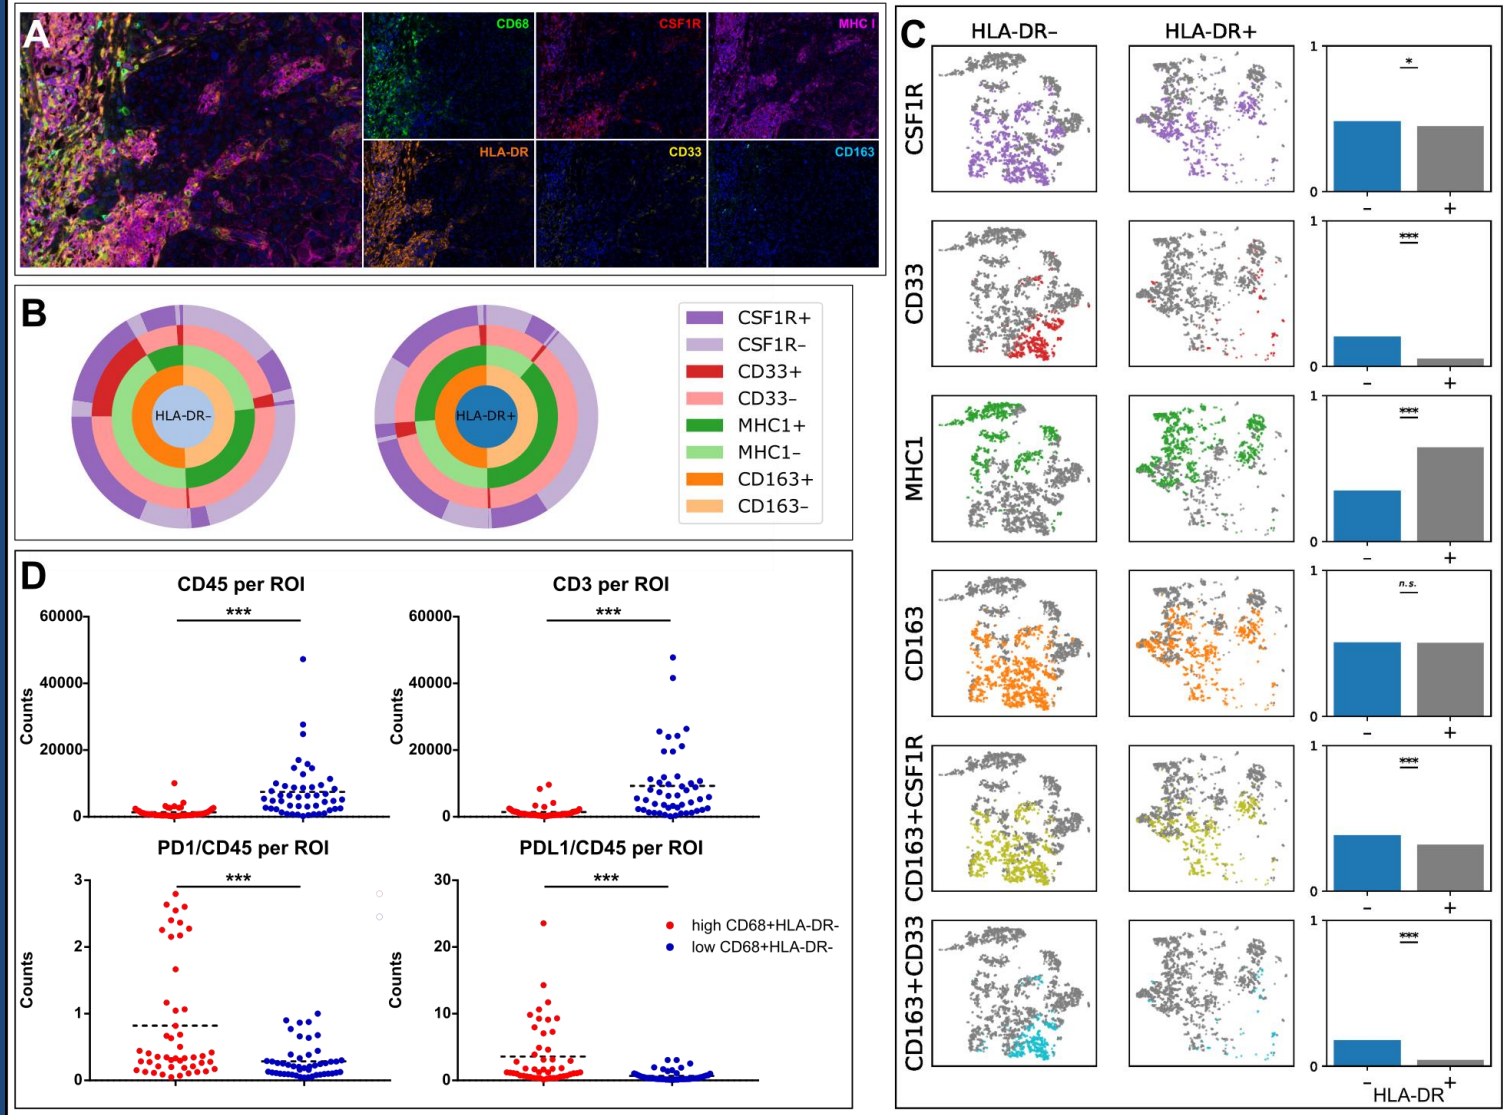 A
CD68
CSF1R
MHC I
HLA-DR
CD33
CD163
B
HLA-DR–
HLA-DR+
CSF1R+
CSF1R–
CD33+
CD33–
MHC1+
MHC1–
CD163+
CD163–
C
HLA-DR–
HLA-DR+
CSF1R
1
*
0
–
+
CD33
1
***
0
–
+
MHC1
1
***
0
–
+
CD163
1
n.s.
0
–
+
CD163+CSF1R
1
***
0
–
+
CD163+CD33
1
***
0
–
+
HLA-DR
D
CD45 per ROI
***
60000
40000
20000
0
Counts
CD3 per ROI
***
60000
40000
20000
0
Counts
PD1/CD45 per ROI
***
3
2
1
0
Counts
PDL1/CD45 per ROI
***
30
20
10
0
Counts
high CD68+HLA-DR-
low CD68+HLA-DR-